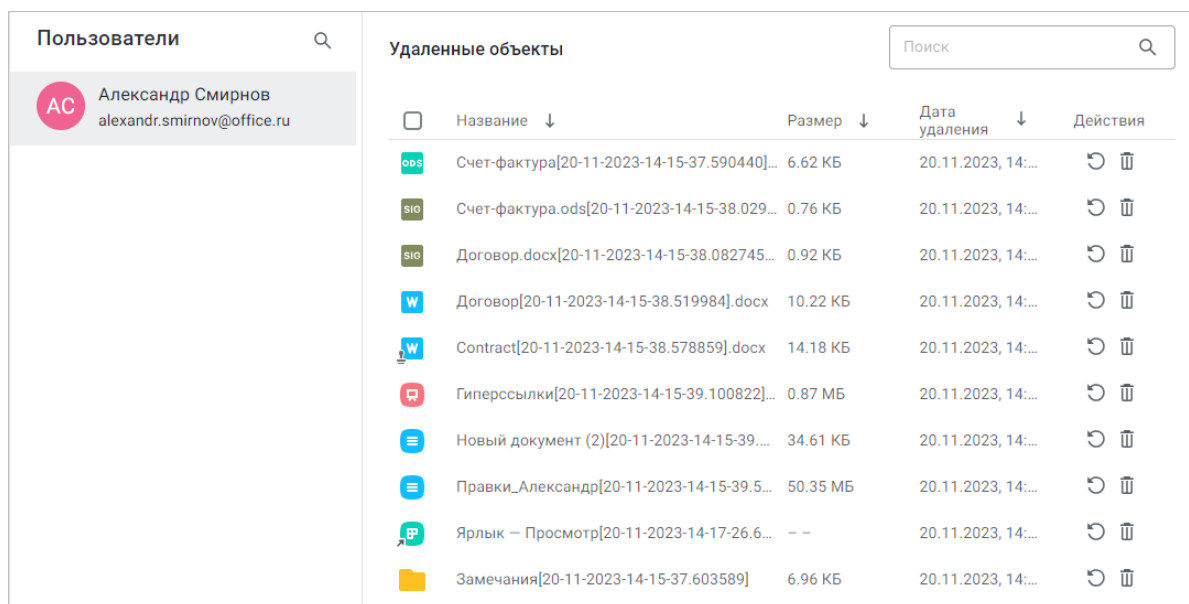 Пользователи
АС
Александр Смирнов
alexandr.smirnov@office.ru
Удаленные объекты
Поиск
Название Размер Дата удаления Действия
ODS Счет-фактура[20-11-2023-14-15-37.590440]... 6.62 КБ 20.11.2023, 14:...
SIG Счет-фактура.ods[20-11-2023-14-15-38.029... 0.76 КБ 20.11.2023, 14:...
SIG Договор.docx[20-11-2023-14-15-38.082745... 0.92 КБ 20.11.2023, 14:...
W Договор[20-11-2023-14-15-38.519984].docx 10.22 КБ 20.11.2023, 14:...
W Contract[20-11-2023-14-15-38.578859].docx 14.18 КБ 20.11.2023, 14:...
Гиперссылки[20-11-2023-14-15-39.100822]... 0.87 МБ 20.11.2023, 14:...
Новый документ (2)[20-11-2023-14-15-39.... 34.61 КБ 20.11.2023, 14:...
Правки_Александр[20-11-2023-14-15-39.5... 50.35 МБ 20.11.2023, 14:...
Ярлык — Просмотр[20-11-2023-14-17-26.6... – – 20.11.2023, 14:...
Замечания[20-11-2023-14-15-37.603589] 6.96 КБ 20.11.2023, 14:...